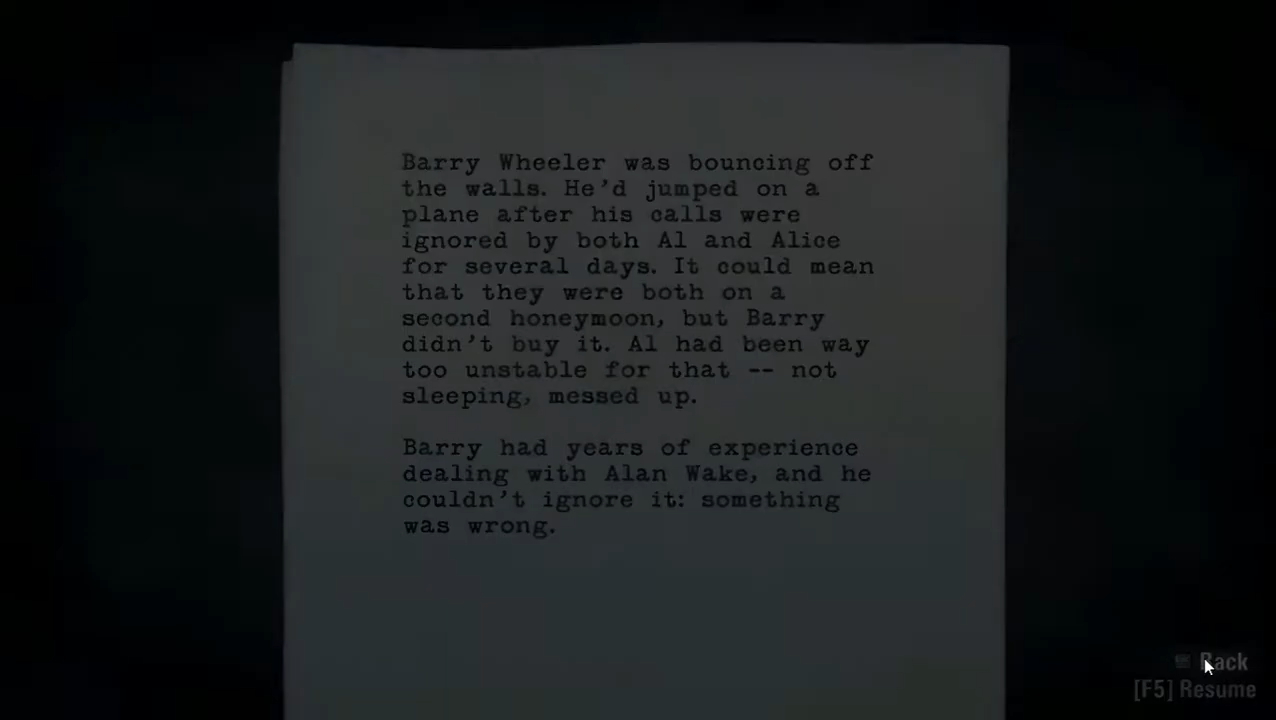 Barry Wheeler was bouncing off
the walls. He'd jumped on a
plane after his calls were
ignored by both Al and Alice
for several days. It could mean
that they were both on a
second honeymoon, but Barry
didn't buy it. Al had been way
too unstable for that -- not
sleeping, messed up.
Barry had years of experience
dealing with Alan Wake, and he
couldn't ignore it: something
was wrong.
Back
[F5] Resume